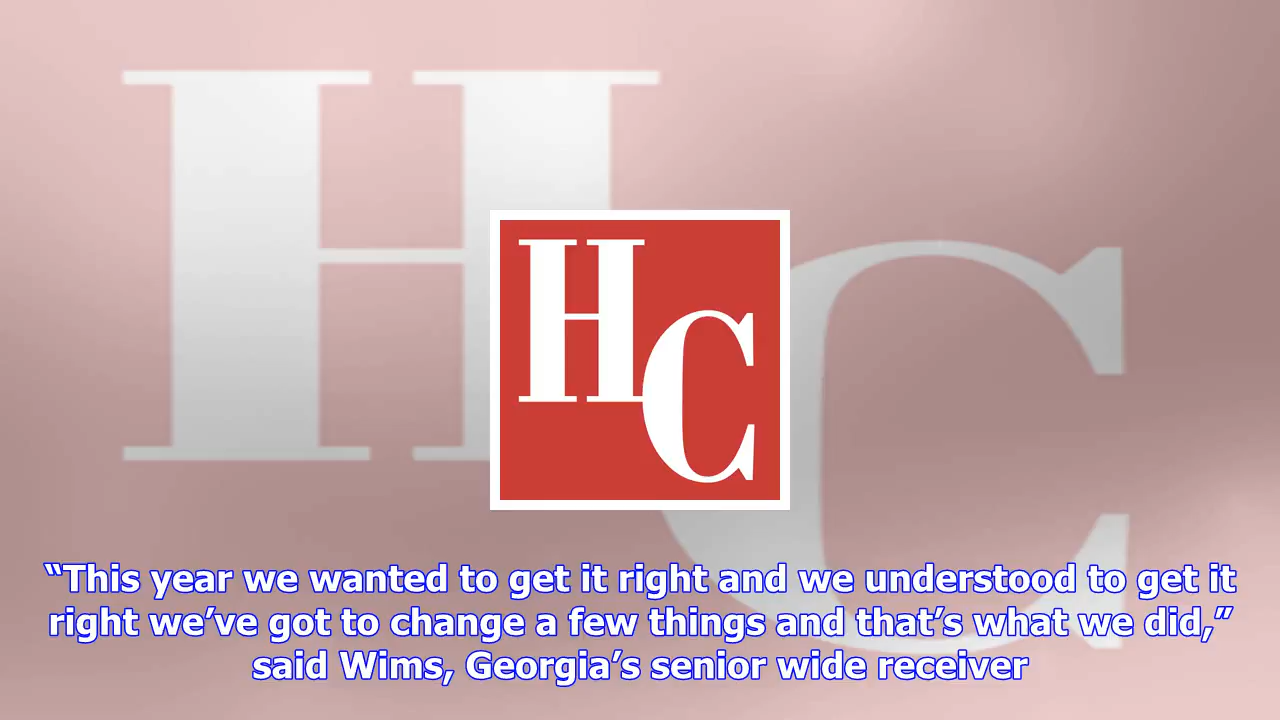 HC
HC
“This year we wanted to get it right and we understood to get it
right we’ve got to change a few things and that’s what we did,”
said Wims, Georgia’s senior wide receiver